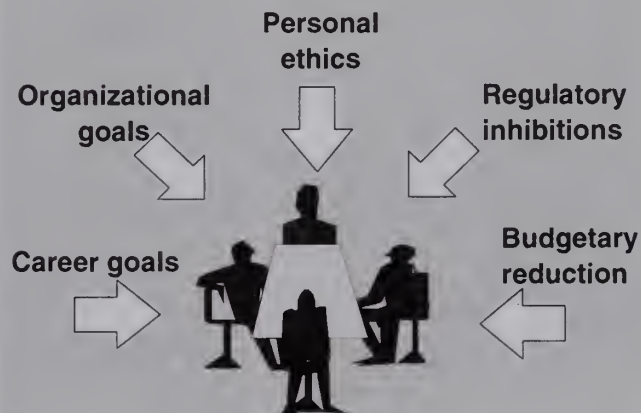 Personal
ethics
Organizational
goals
Regulatory
inhibitions
Career goals
Budgetary
reduction